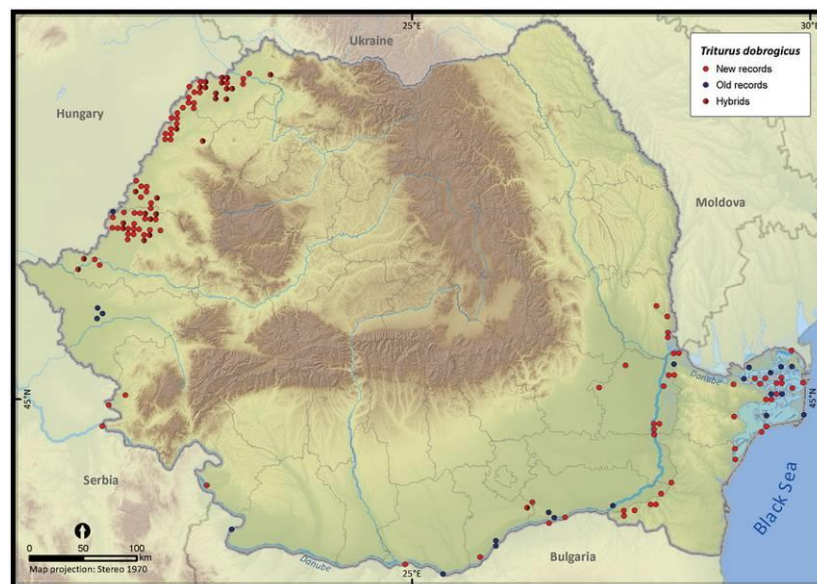 25°E
30°E
Ukraine
Triturus dobrogicus
New records
Old records
Hybrids
Hungary
Moldova
45°N
Danube
45°N
Serbia
Black Sea
0 50 100
km
Map projection: Stereo 1970
Danube
25°E
Bulgaria